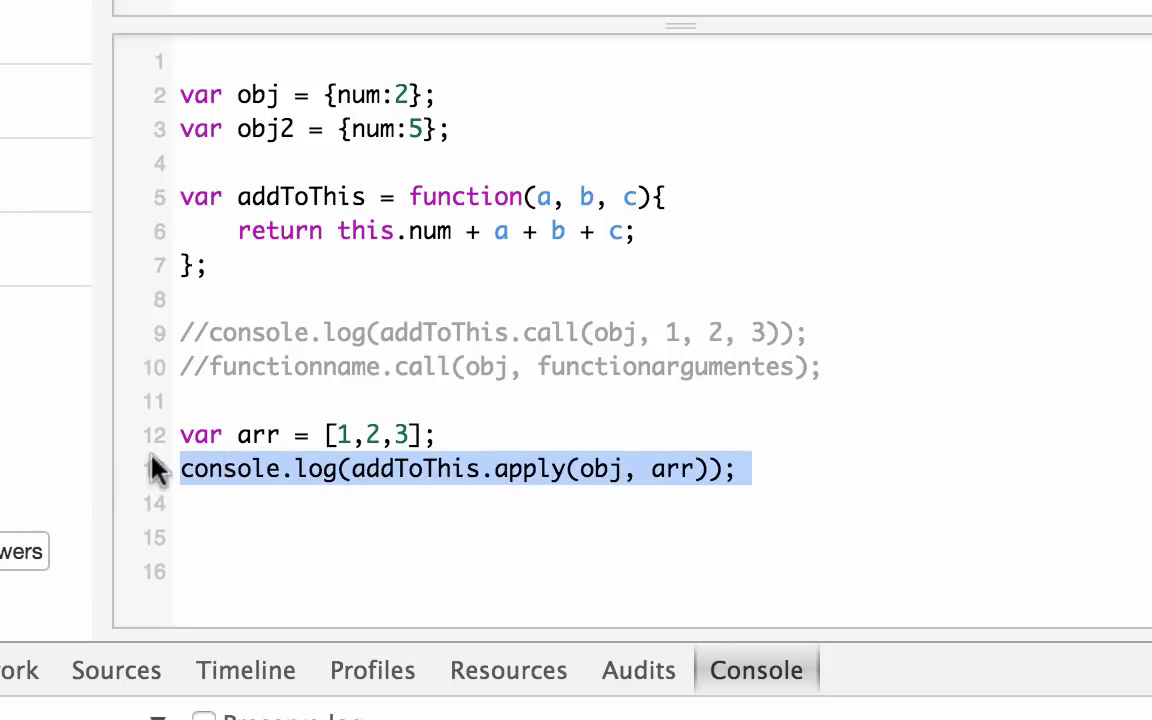 1
2 var obj = {num:2};
3 var obj2 = {num:5};
4
5 var addToThis = function(a, b, c){
6 return this.num + a + b + c;
7 };
8
9 //console.log(addToThis.call(obj, 1, 2, 3));
10 //functionname.call(obj, functionargumentes);
11
12 var arr = [1,2,3];
console.log(addToThis.apply(obj, arr));
14
15
wers
16
ork Sources Timeline Profiles Resources Audits Console
Preserve log